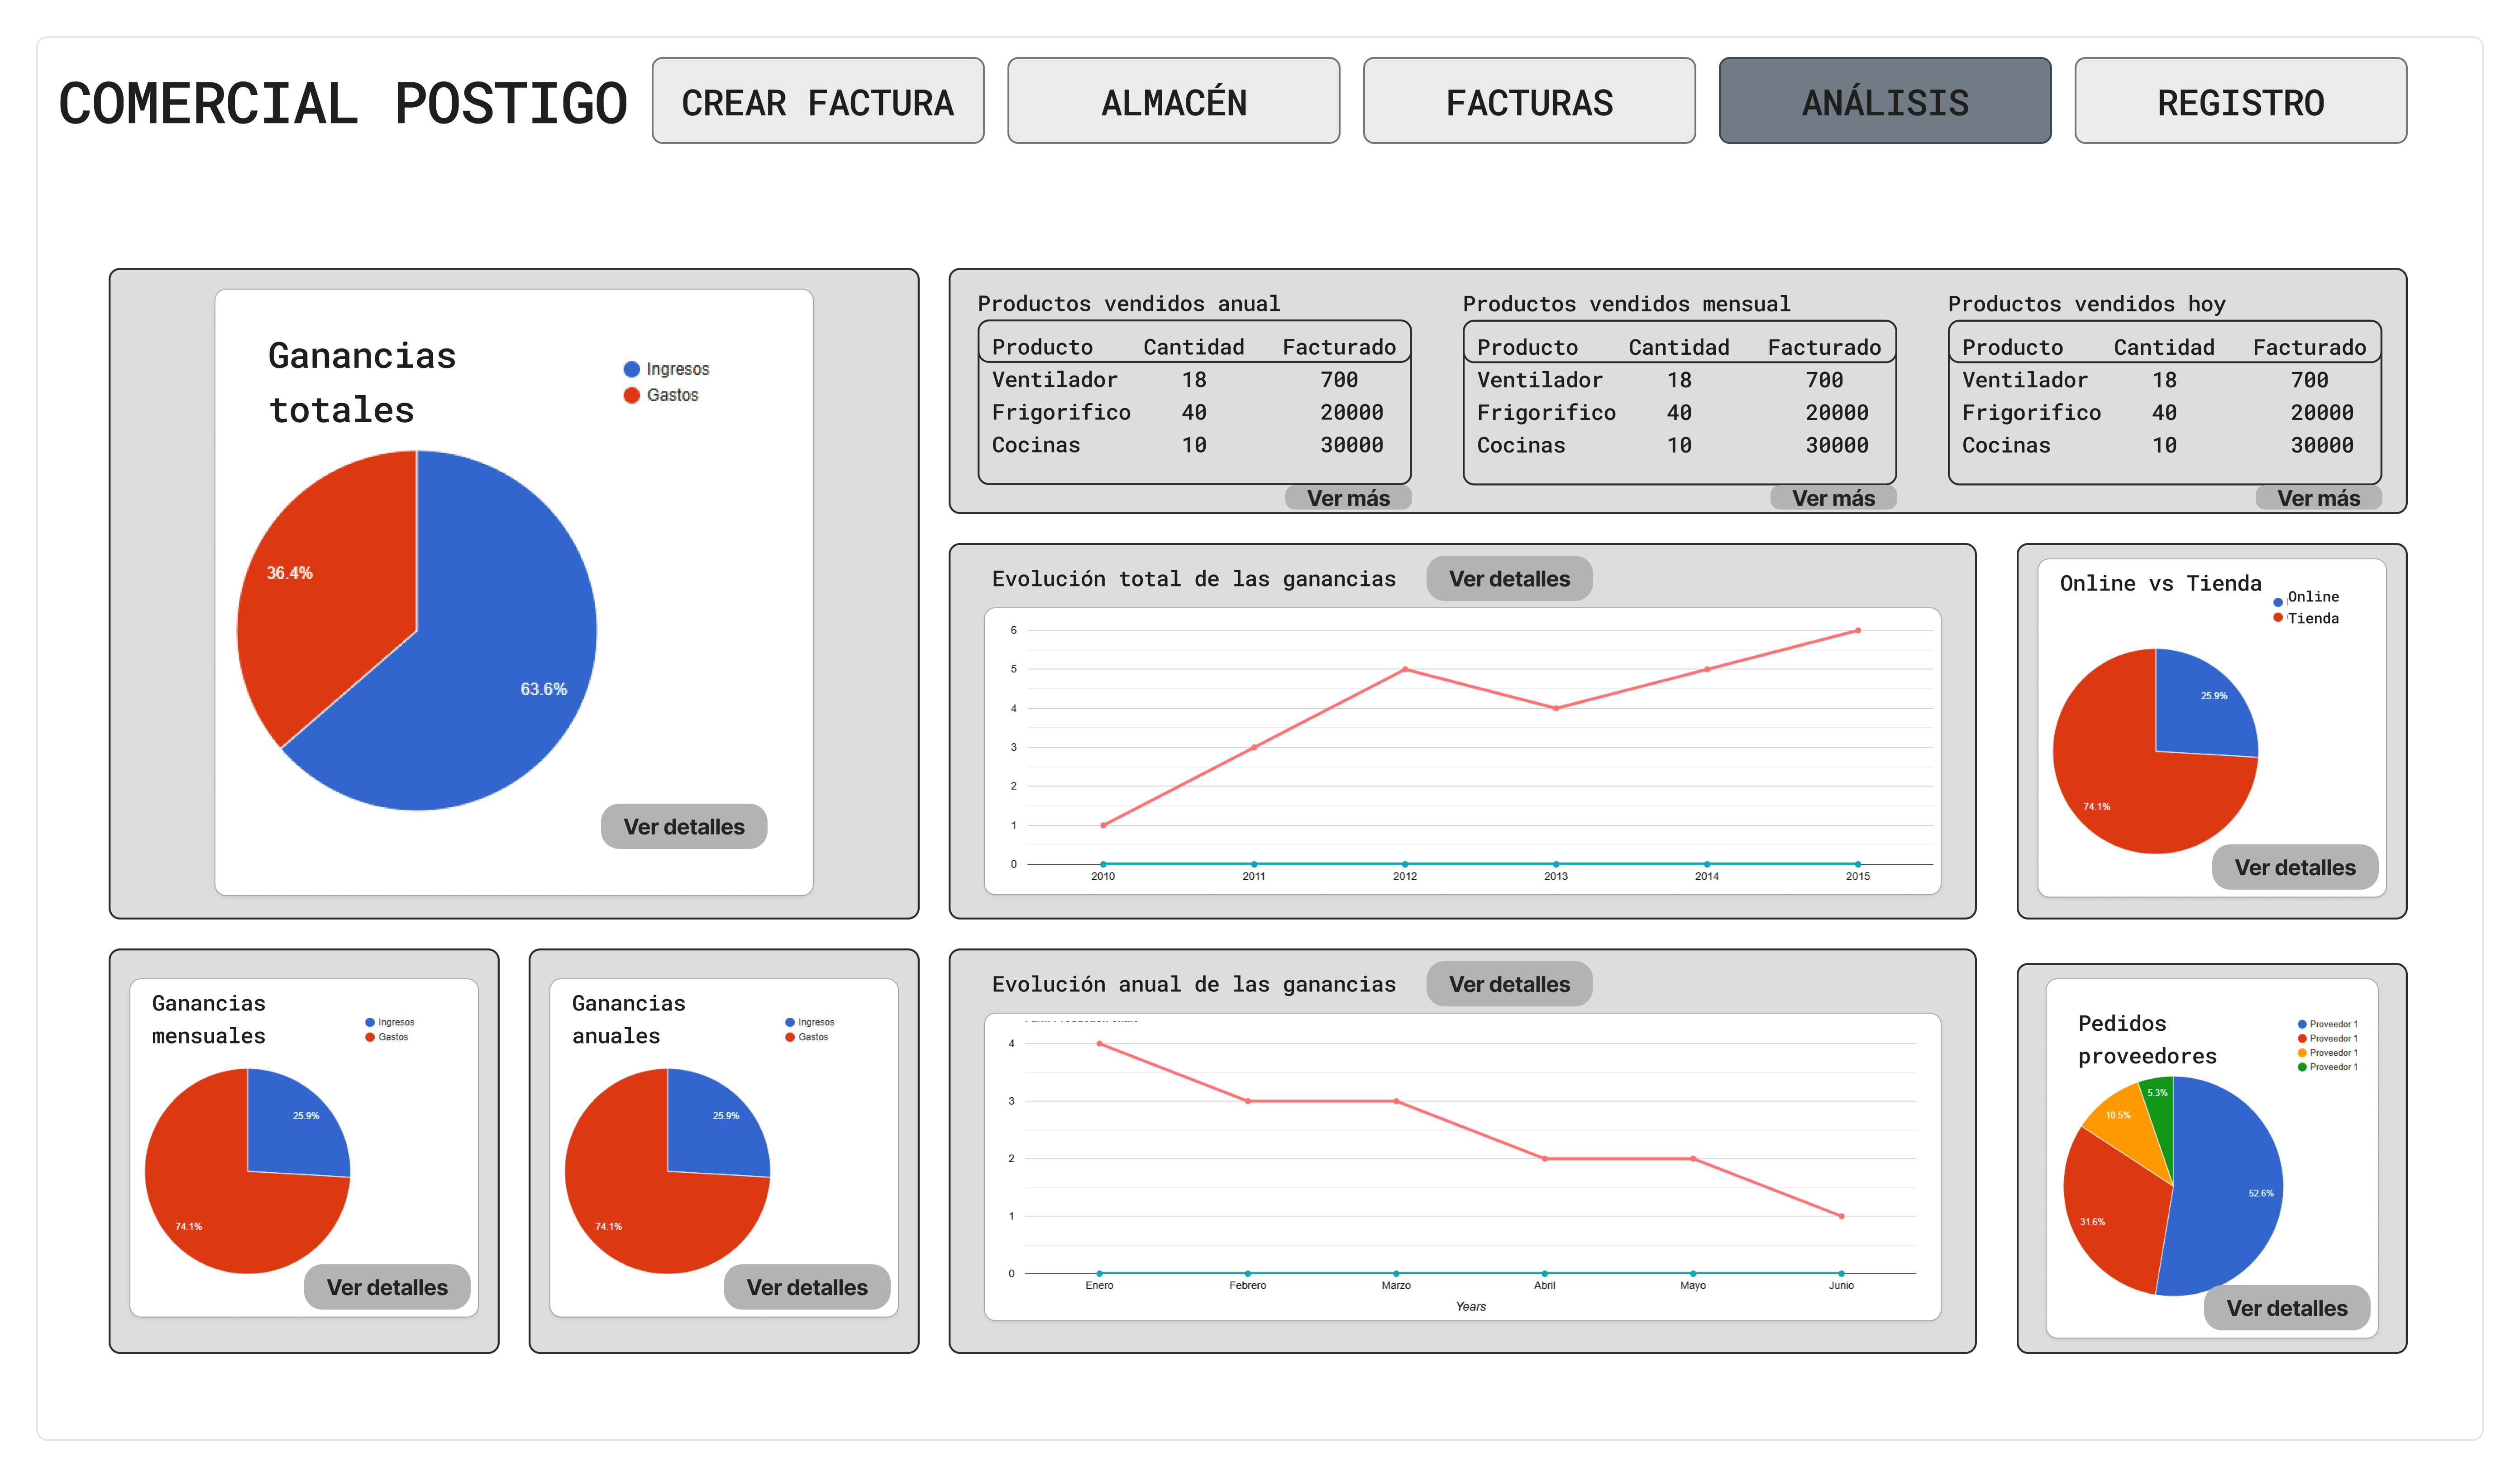 COMERCIAL POSTIGO
CREAR FACTURA
ALMACÉN
FACTURAS
ANÁLISIS
REGISTRO
Ganancias
totales
Ingresos
Gastos
36.4%
63.6%
Ver detalles
Productos vendidos anual
Producto Cantidad Facturado
Ventilador 18 700
Frigorifico 40 20000
Cocinas 10 30000
Ver más
Productos vendidos mensual
Producto Cantidad Facturado
Ventilador 18 700
Frigorifico 40 20000
Cocinas 10 30000
Ver más
Productos vendidos hoy
Producto Cantidad Facturado
Ventilador 18 700
Frigorifico 40 20000
Cocinas 10 30000
Ver más
Evolución total de las ganancias
Ver detalles
6
5
4
3
2
1
0
2010 2011 2012 2013 2014 2015
Online vs Tienda
Online
Tienda
25.9%
74.1%
Ver detalles
Ganancias
mensuales
Ingresos
Gastos
25.9%
74.1%
Ver detalles
Ganancias
anuales
Ingresos
Gastos
25.9%
74.1%
Ver detalles
Evolución anual de las ganancias
Ver detalles
4
3
2
1
0
Enero Febrero Marzo Abril Mayo Junio
Years
Pedidos
proveedores
Proveedor 1
Proveedor 1
Proveedor 1
Proveedor 1
5.3%
10.5%
52.6%
31.6%
Ver detalles